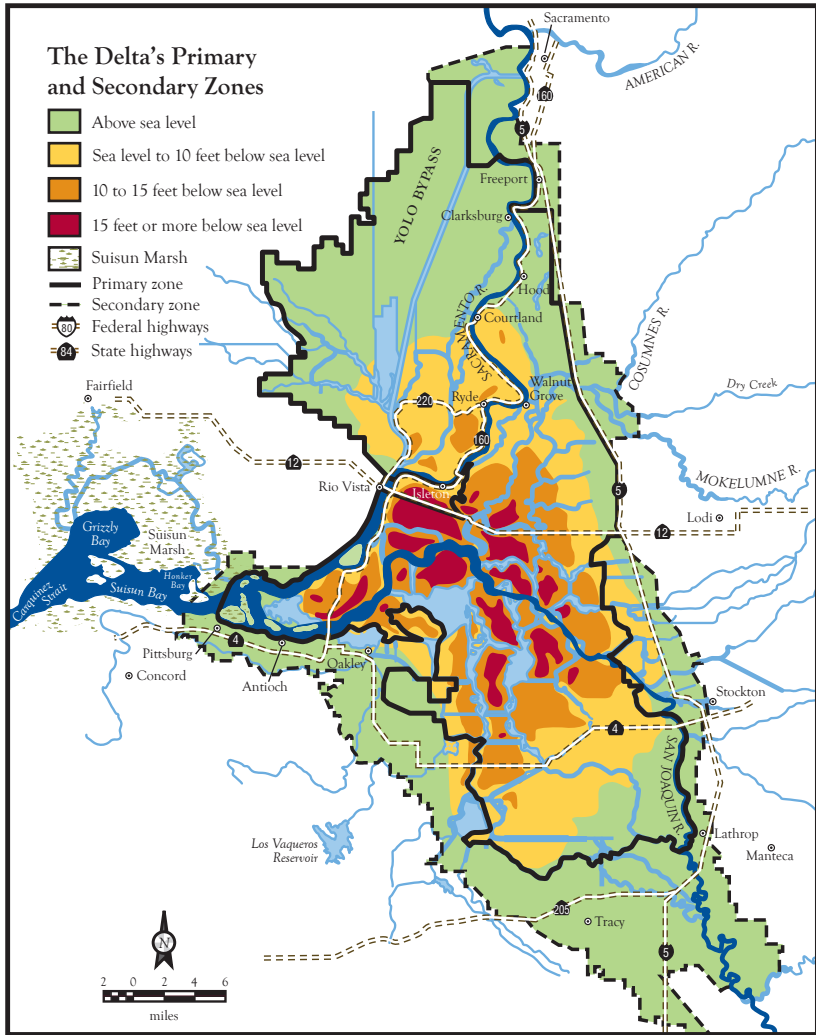 The Delta's Primary
and Secondary Zones
Above sea level
Sea level to 10 feet below sea level
10 to 15 feet below sea level
15 feet or more below sea level
Suisun Marsh
Primary zone
Secondary zone
80 Federal highways
84 State highways
Sacramento
AMERICAN R.
160
5
Freeport
YOLO BYPASS
Clarksburg
Hood
SACRAMENTO R.
Courtland
COSUMNES R.
Fairfield
Walnut
Grove
Dry Creek
220
Ryde
160
12
MOKELUMNE R.
Rio Vista
Isleton
5
Lodi
12
Grizzly
Bay
Suisun
Marsh
Honker
Bay
Suisun Bay
Carquinez
Strait
Pittsburg
4
Antioch
Oakley
Concord
Stockton
4
SAN JOAQUIN R.
Los Vaqueros
Reservoir
Lathrop
Manteca
205
Tracy
5
N
2 0 2 4 6
miles